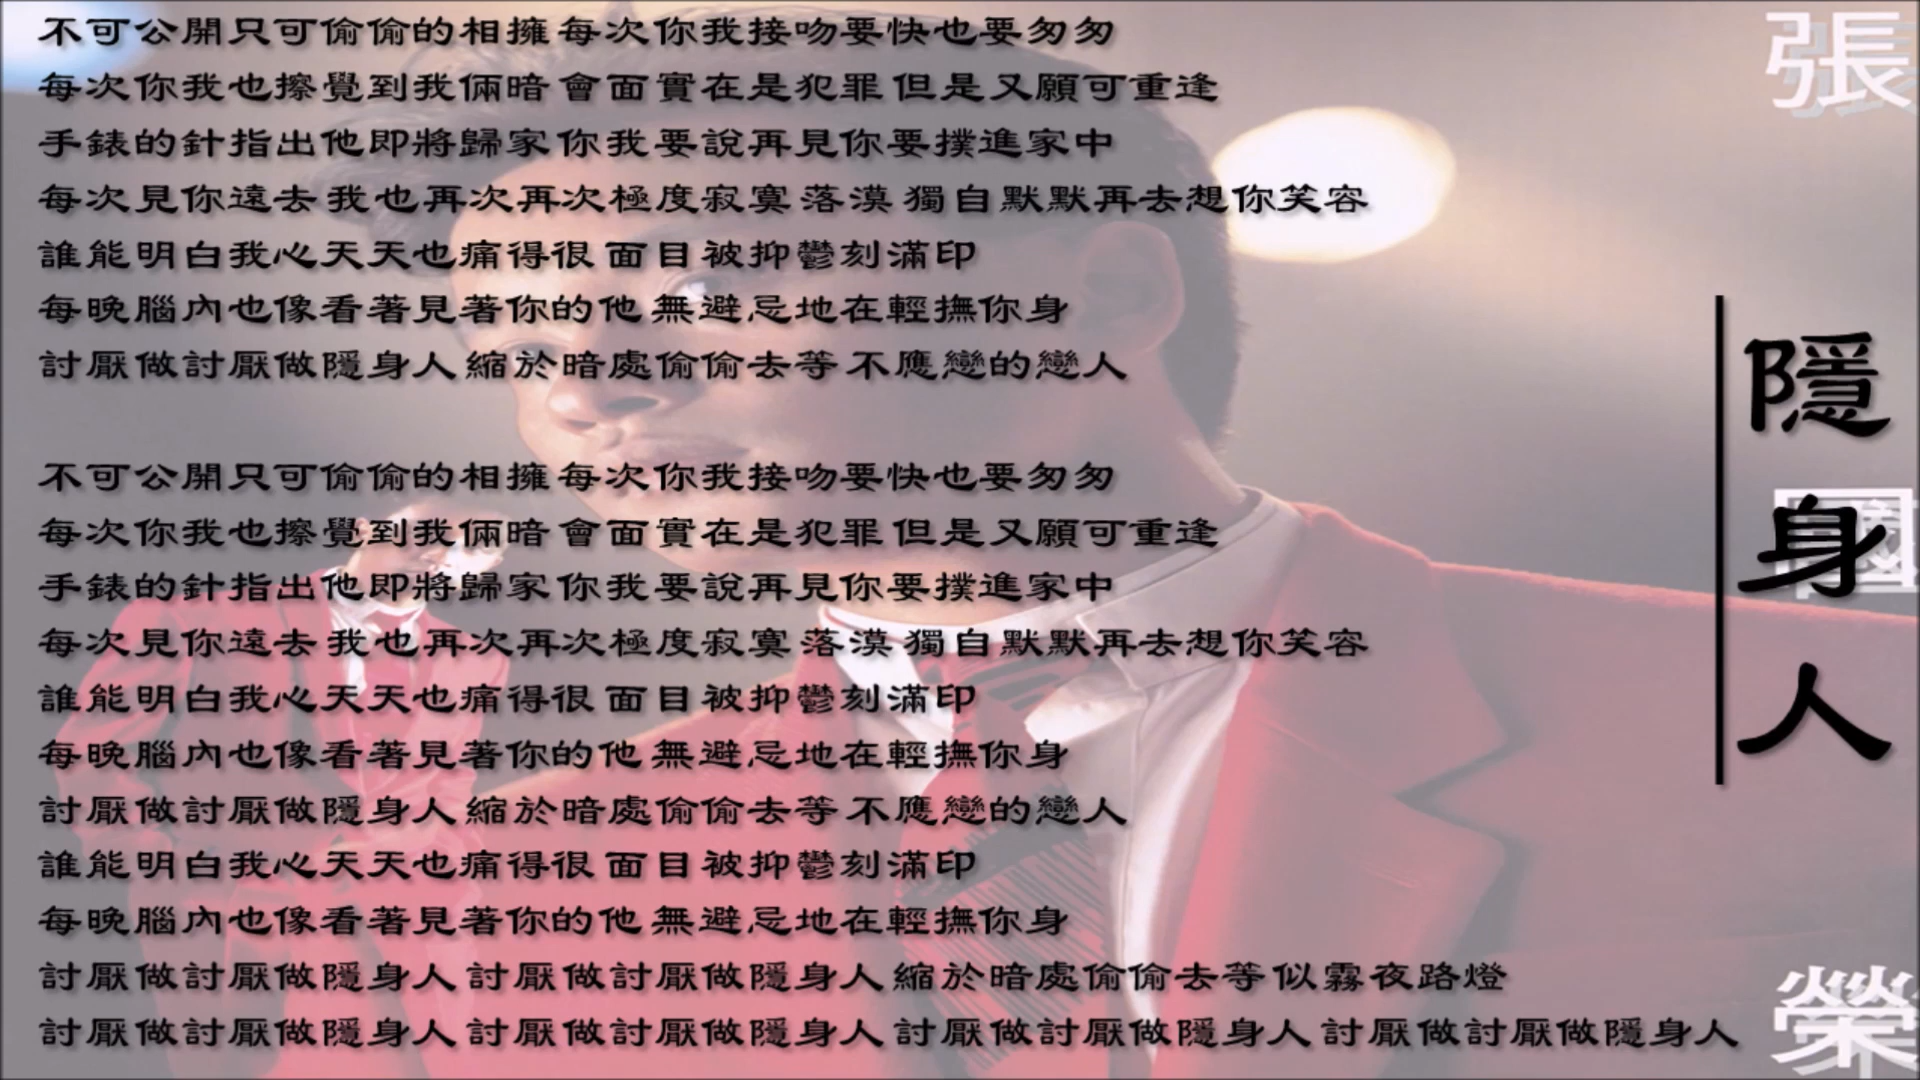 不可公開只可偷偷的相擁 每次你我接吻要快也要匆匆
每次你我也擦覺到我倆暗會面實在是犯罪 但是又願可重逢
手錶的針指出他即將歸家 你我要說再見你要撲進家中
每次見你遠去 我也再次再次極度寂寞 落漠 獨自默默再去想你笑容
誰能明白我心天天也痛得很 面目被抑鬱刻滿印
每晚腦內也像看著見著你的他 無避忌地在輕撫你身
討厭做討厭做隱身人 縮於暗處偷偷去等 不應戀的戀人
不可公開只可偷偷的相擁 每次你我接吻要快也要匆匆
每次你我也擦覺到我倆暗會面實在是犯罪 但是又願可重逢
手錶的針指出他即將歸家 你我要說再見你要撲進家中
每次見你遠去 我也再次再次極度寂寞 落漠 獨自默默再去想你笑容
誰能明白我心天天也痛得很 面目被抑鬱刻滿印
每晚腦內也像看著見著你的他 無避忌地在輕撫你身
討厭做討厭做隱身人 縮於暗處偷偷去等 不應戀的戀人
誰能明白我心天天也痛得很 面目被抑鬱刻滿印
每晚腦內也像看著見著你的他 無避忌地在輕撫你身
討厭做討厭做隱身人 討厭做討厭做隱身人 縮於暗處偷偷去等 似霧夜路燈
討厭做討厭做隱身人 討厭做討厭做隱身人 討厭做討厭做隱身人 討厭做討厭做隱身人
隱身人
張國榮